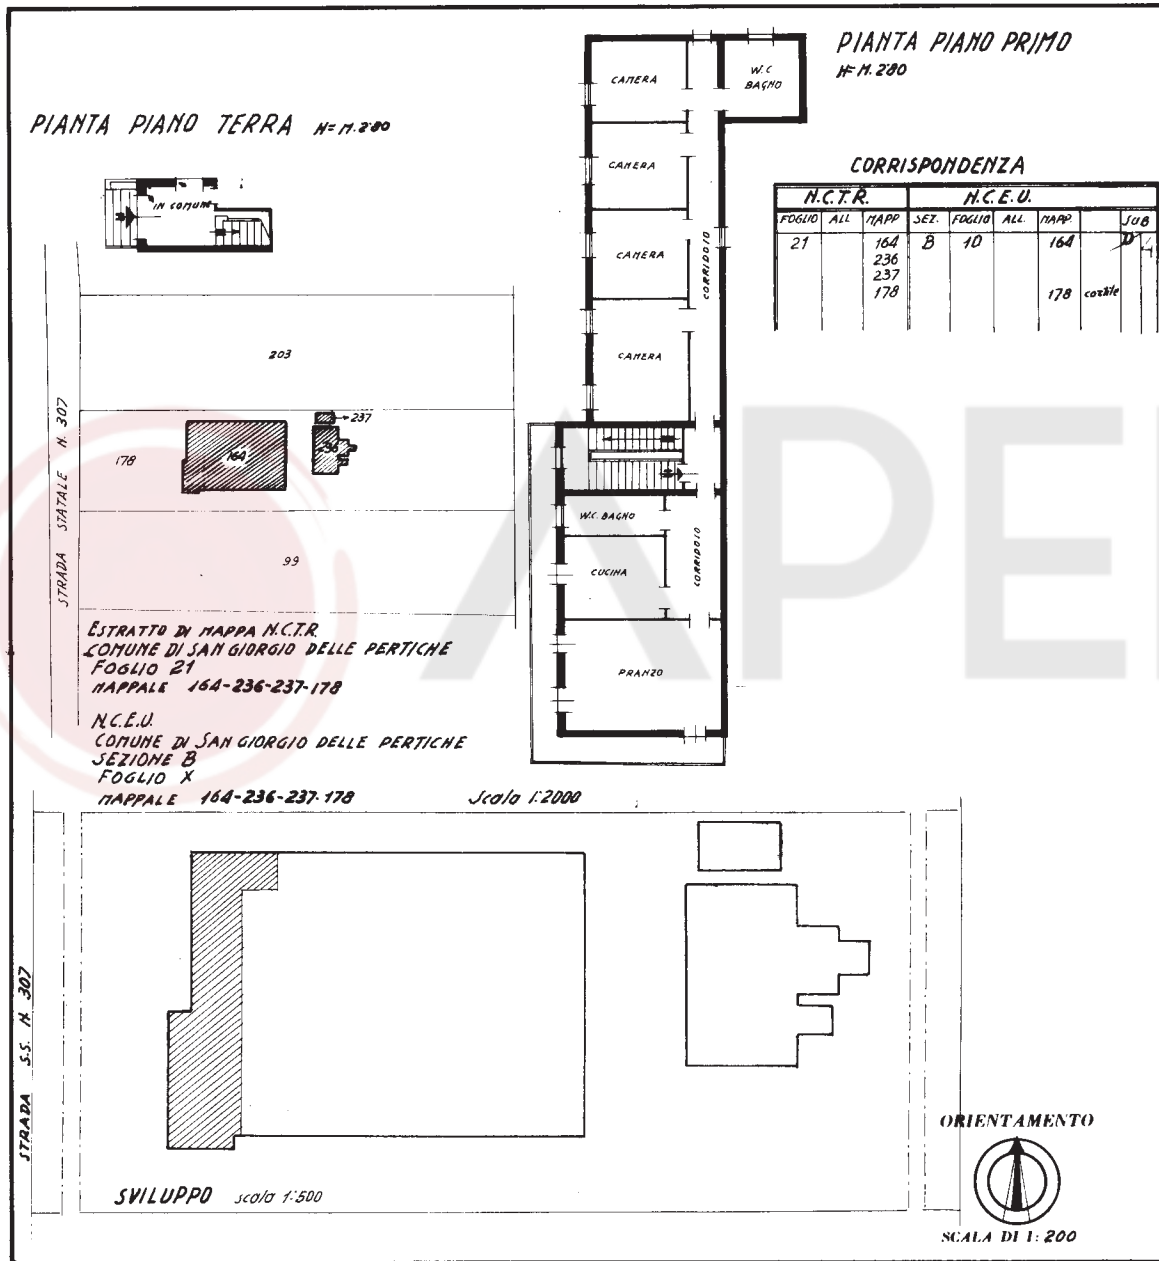 PIANTA PIANO TERRA H= M. 2'80
IN COMUNE
PIANTA PIANO PRIMO
H= M. 2'80
CAMERA
W.C
BAGNO
CAMERA
CAMERA
CORRIDOIO
CAMERA
W.C. BAGNO
CUCINA
CORRIDOIO
PRANZO
CORRISPONDENZA
N.C.T.R. N.C.E.U.
FOGLIO ALL MAPP SEZ. FOGLIO ALL. MAPP. SUB
21 164 B 10 164 D 4
236
237
178 178 cortile
STRADA STATALE N. 307
203
237
178 164 236
99
ESTRATTO DI MAPPA N.C.T.R
COMUNE DI SAN GIORGIO DELLE PERTICHE
FOGLIO 21
MAPPALE 164-236-237-178
N.C.E.U.
COMUNE DI SAN GIORGIO DELLE PERTICHE
SEZIONE B
FOGLIO X
MAPPALE 164-236-237-178 Scala 1:2000
STRADA S.S. N. 307
SVILUPPO scala 1:500
ORIENTAMENTO
SCALA DI 1: 200
APE